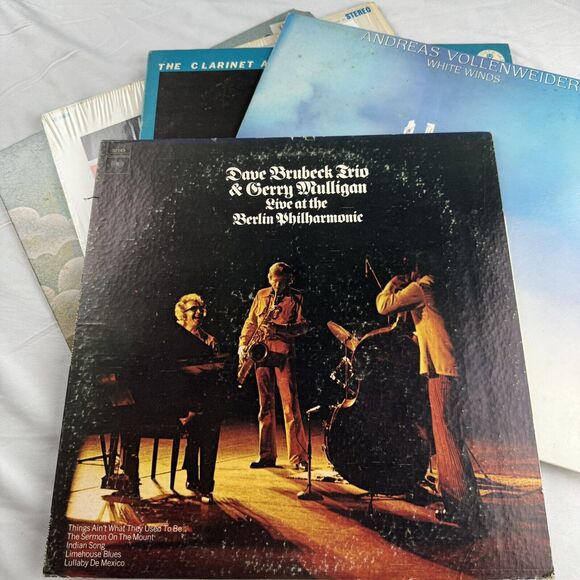 STEREO
THE CLARINET A
ANDREAS VOLLENWEIDER
WHITE WINDS
Dave Brubeck Trio
& Gerry Mulligan
Live at the
Berlin Philharmonic
Things Ain't What They Used To Be
The Sermon On The Mount
Indian Song
Limehouse Blues
Lullaby De Mexico